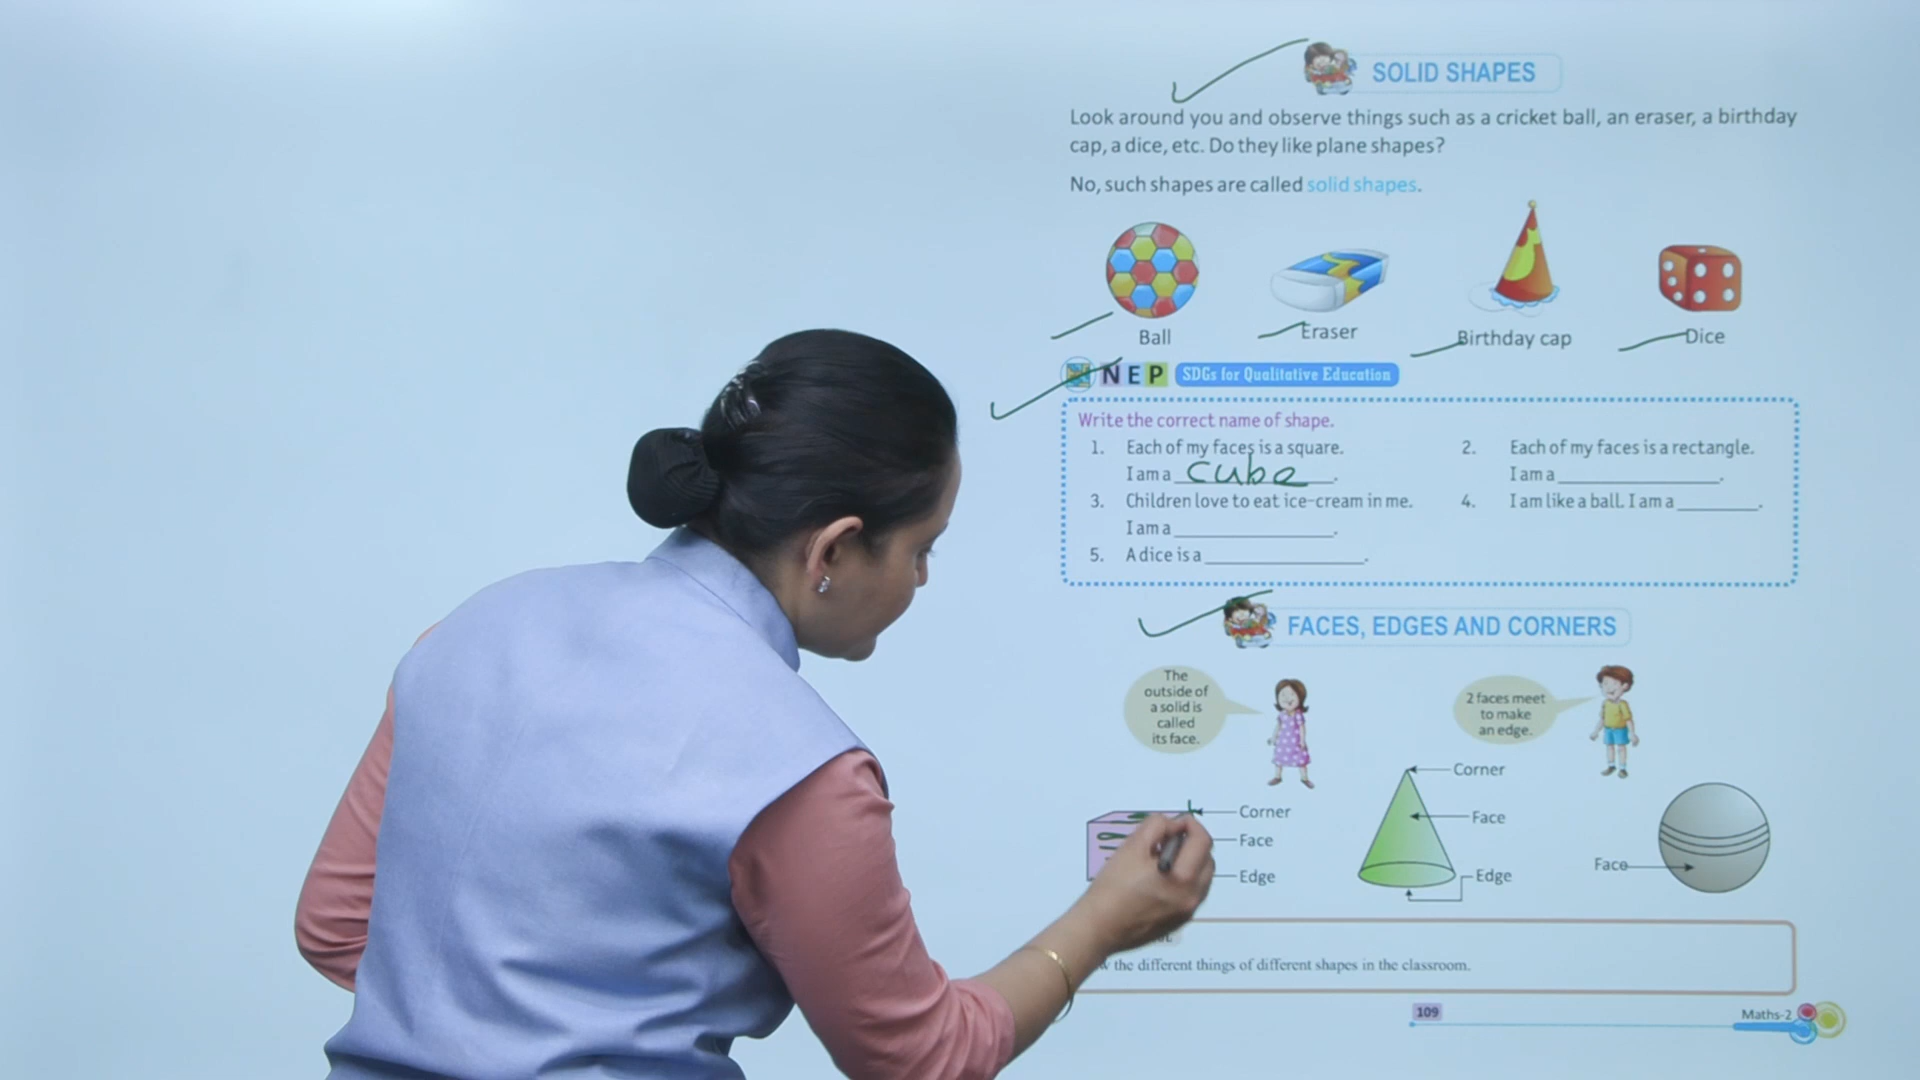 SOLID SHAPES
Look around you and observe things such as a cricket ball, an eraser, a birthday
cap, a dice, etc. Do they like plane shapes?
No, such shapes are called solid shapes.
Ball
Eraser
Birthday cap
Dice
NEP SDGs for Qualitative Education
Write the correct name of shape.
1. Each of my faces is a square.
I am a cube.
2. Each of my faces is a rectangle.
I am a ____________.
3. Children love to eat ice-cream in me.
I am a ____________.
4. I am like a ball. I am a ________.
5. A dice is a ____________.
FACES, EDGES AND CORNERS
The
outside of
a solid is
called
its face.
2 faces meet
to make
an edge.
Corner
Face
Edge
Corner
Face
Edge
Face
the different things of different shapes in the classroom.
109
Maths-2